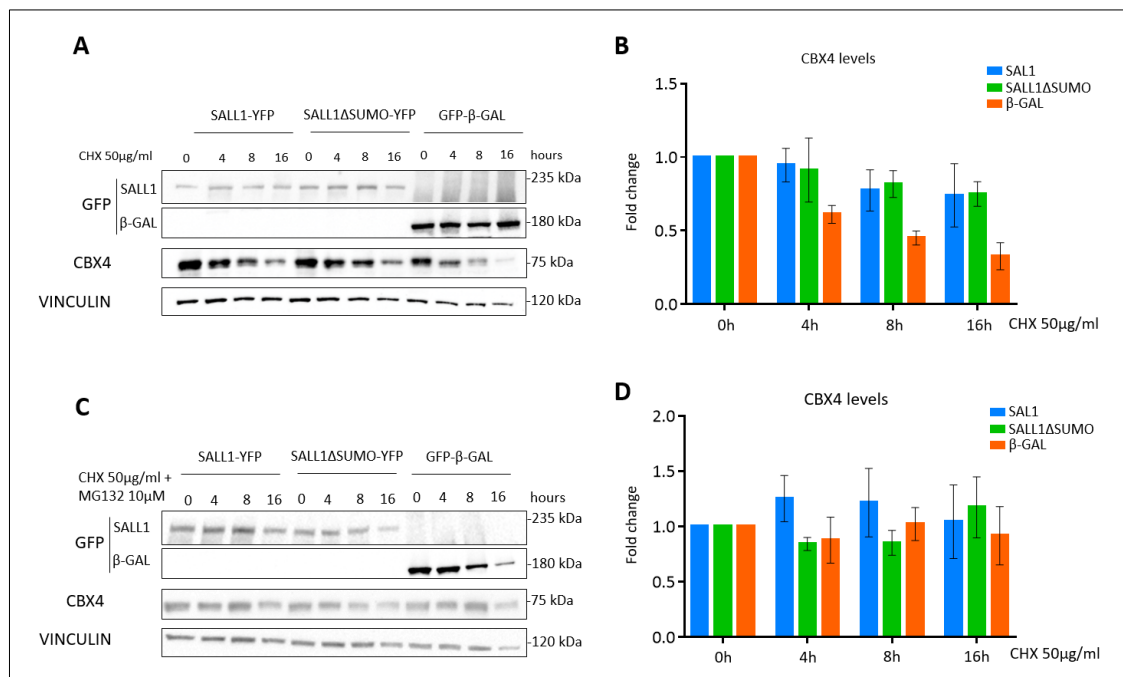 A
SALL1-YFP SALL1ΔSUMO-YFP GFP-β-GAL
CHX 50µg/ml 0 4 8 16 0 4 8 16 0 4 8 16 hours
235 kDa
SALL1
GFP
β-GAL
180 kDa
CBX4 75 kDa
VINCULIN 120 kDa
B
CBX4 levels
SAL1
SALL1ΔSUMO
β-GAL
Fold change
1.5
1.0
0.5
0.0
0h 4h 8h 16h CHX 50µg/ml
C
SALL1-YFP SALL1ΔSUMO-YFP GFP-β-GAL
CHX 50µg/ml +
MG132 10µM 0 4 8 16 0 4 8 16 0 4 8 16 hours
235 kDa
SALL1
GFP
β-GAL
180 kDa
CBX4 75 kDa
VINCULIN 120 kDa
D
CBX4 levels
SAL1
SALL1ΔSUMO
β-GAL
Fold change
2.0
1.5
1.0
0.5
0.0
0h 4h 8h 16h CHX 50µg/ml